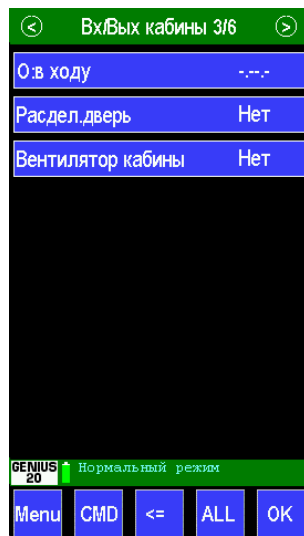 Вх/Вых кабины 3/6
О:в ходу -.--.-
Расдел.дверь Нет
Вентилятор кабины Нет
GENIUS 20
Нормальный режим
Menu CMD <= ALL OK